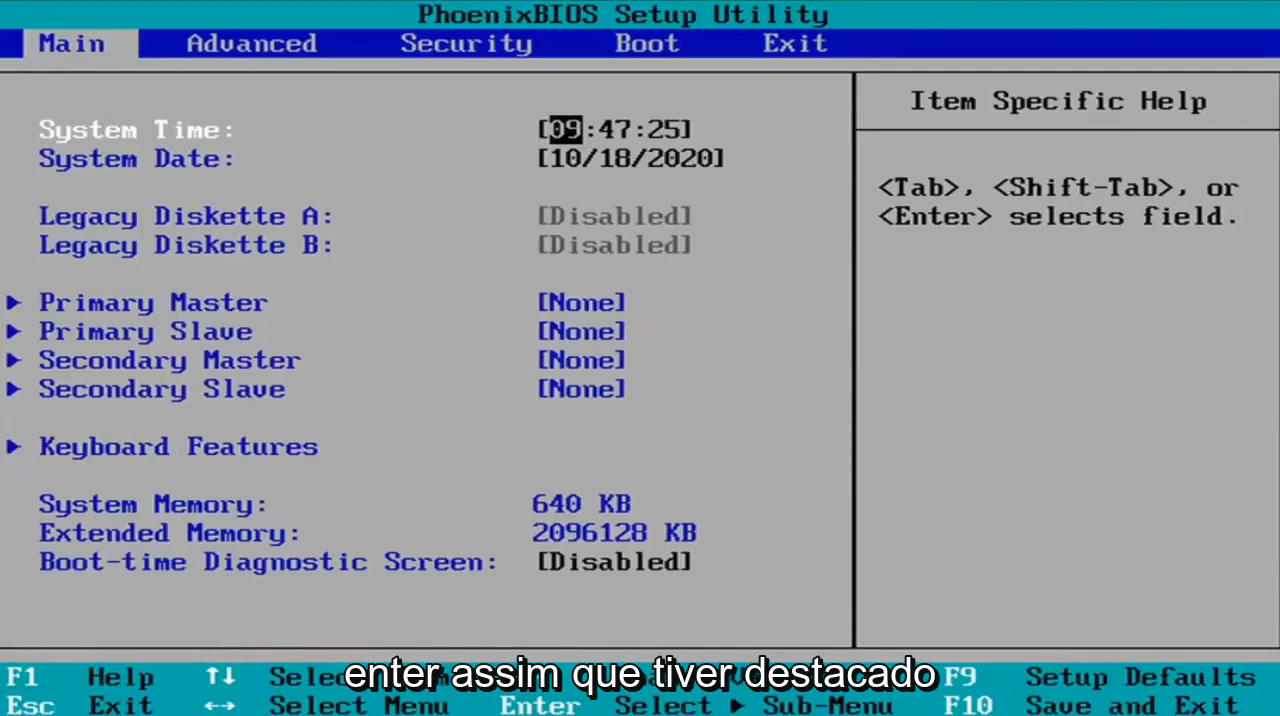 PhoenixBIOS Setup Utility
Main Advanced Security Boot Exit
Item Specific Help
System Time: [09:47:25]
System Date: [10/18/2020]
<Tab>, <Shift-Tab>, or
<Enter> selects field.
Legacy Diskette A: [Disabled]
Legacy Diskette B: [Disabled]
Primary Master [None]
Primary Slave [None]
Secondary Master [None]
Secondary Slave [None]
Keyboard Features
System Memory: 640 KB
Extended Memory: 2096128 KB
Boot-time Diagnostic Screen: [Disabled]
enter assim que tiver destacado
F1 Help ↑↓ F9 Setup Defaults
Esc Exit ↔ Select Menu Enter Select ▶ Sub-Menu F10 Save and Exit